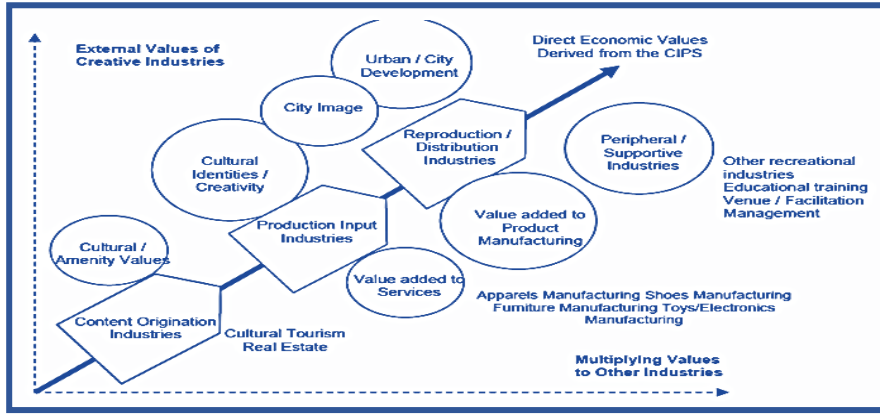 External Values of
Creative Industries
Urban / City
Development
Direct Economic Values
Derived from the CIPS
City Image
Reproduction /
Distribution
Industries
Peripheral /
Supportive
Industries
Cultural
Identities /
Creativity
Other recreational
industries
Educational training
Venue / Facilitation
Management
Production Input
Industries
Value added to
Product
Manufacturing
Cultural /
Amenity Values
Value added to
Services
Apparels Manufacturing Shoes Manufacturing
Furniture Manufacturing Toys/Electronics
Manufacturing
Content Origination
Industries
Cultural Tourism
Real Estate
Multiplying Values
to Other Industries